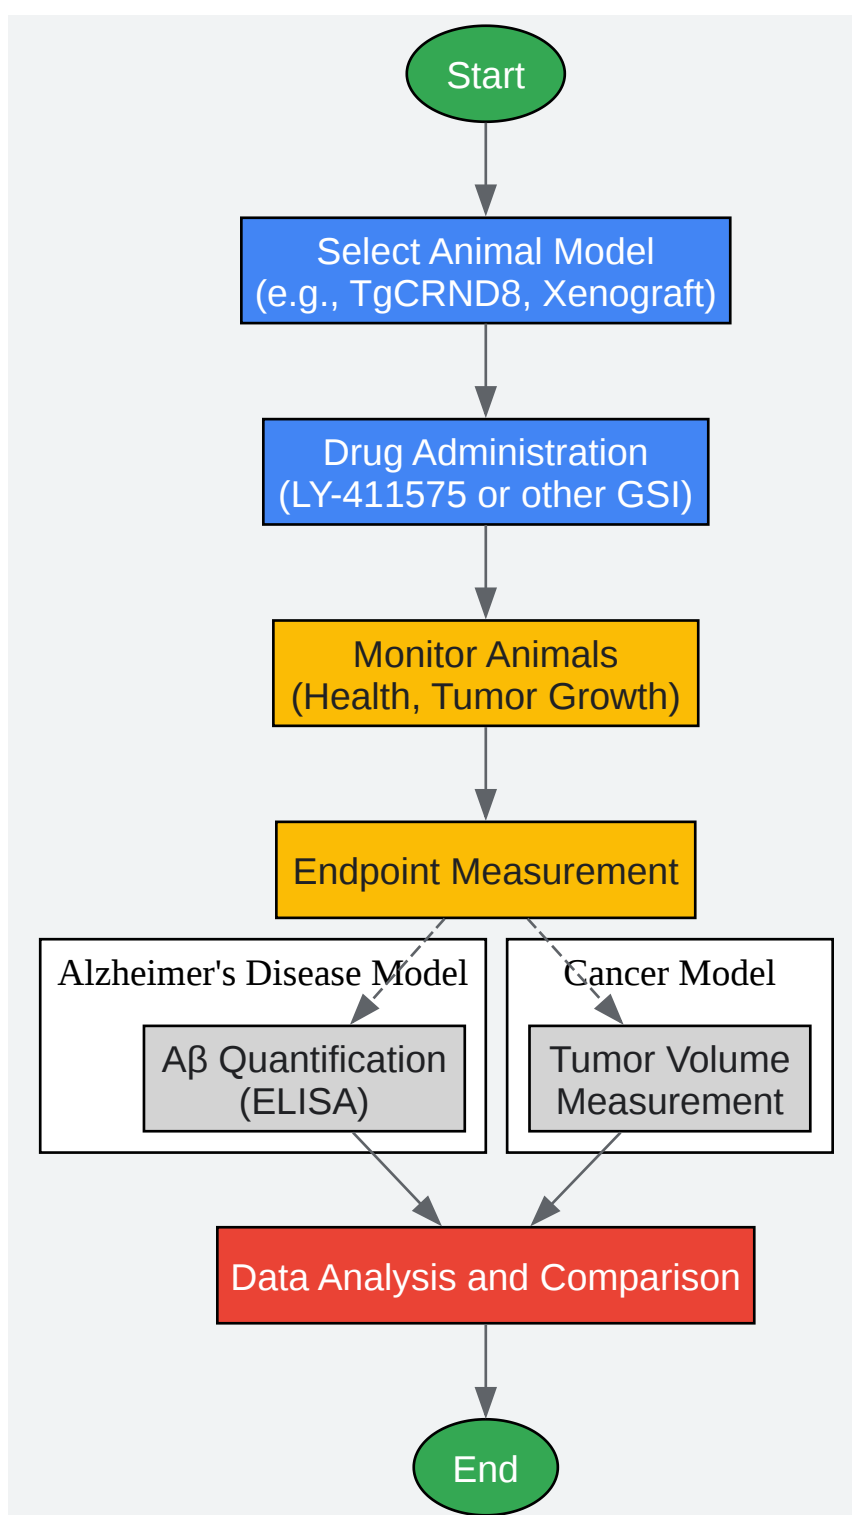 Start
Select Animal Model
(e.g., TgCRND8, Xenograft)
Drug Administration
(LY-411575 or other GSI)
Monitor Animals
(Health, Tumor Growth)
Endpoint Measurement
Alzheimer's Disease Model
Aβ Quantification
(ELISA)
Cancer Model
Tumor Volume
Measurement
Data Analysis and Comparison
End